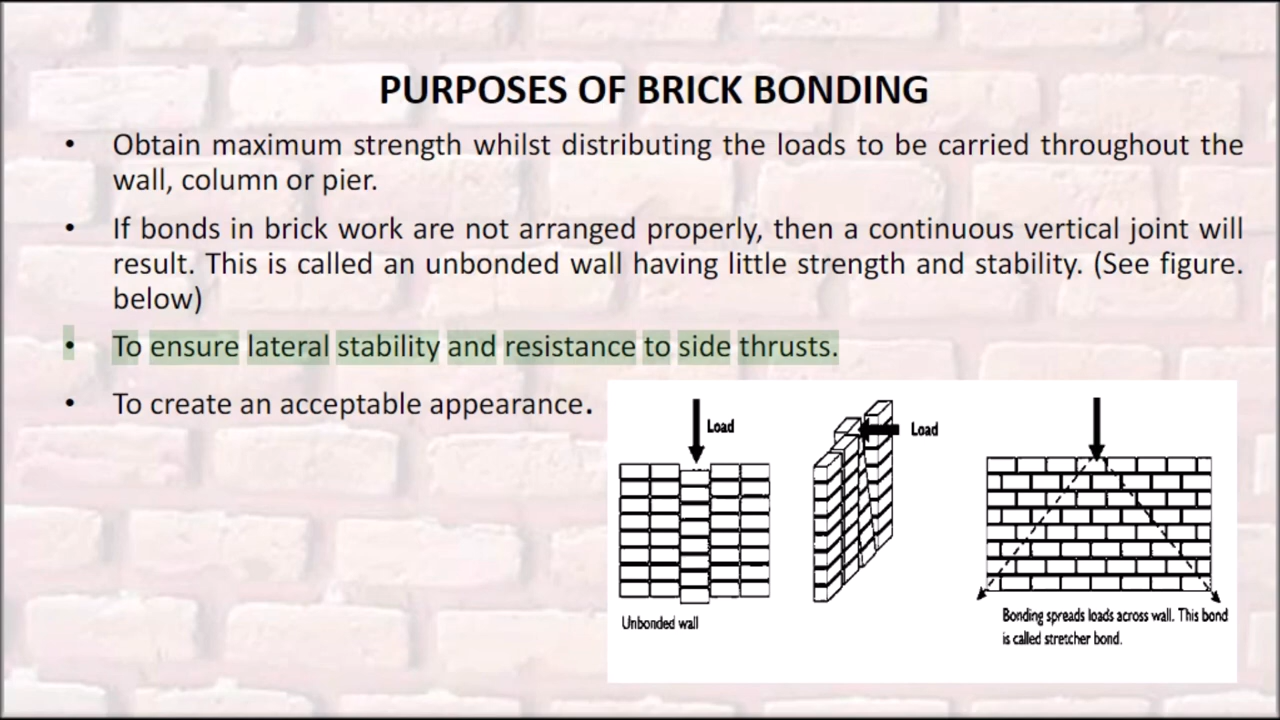 PURPOSES OF BRICK BONDING
• Obtain maximum strength whilst distributing the loads to be carried throughout the
wall, column or pier.
• If bonds in brick work are not arranged properly, then a continuous vertical joint will
result. This is called an unbonded wall having little strength and stability. (See figure.
below)
• To ensure lateral stability and resistance to side thrusts.
• To create an acceptable appearance.
Load
Load
Unbonded wall
Bonding spreads loads across wall. This bond
is called stretcher bond.